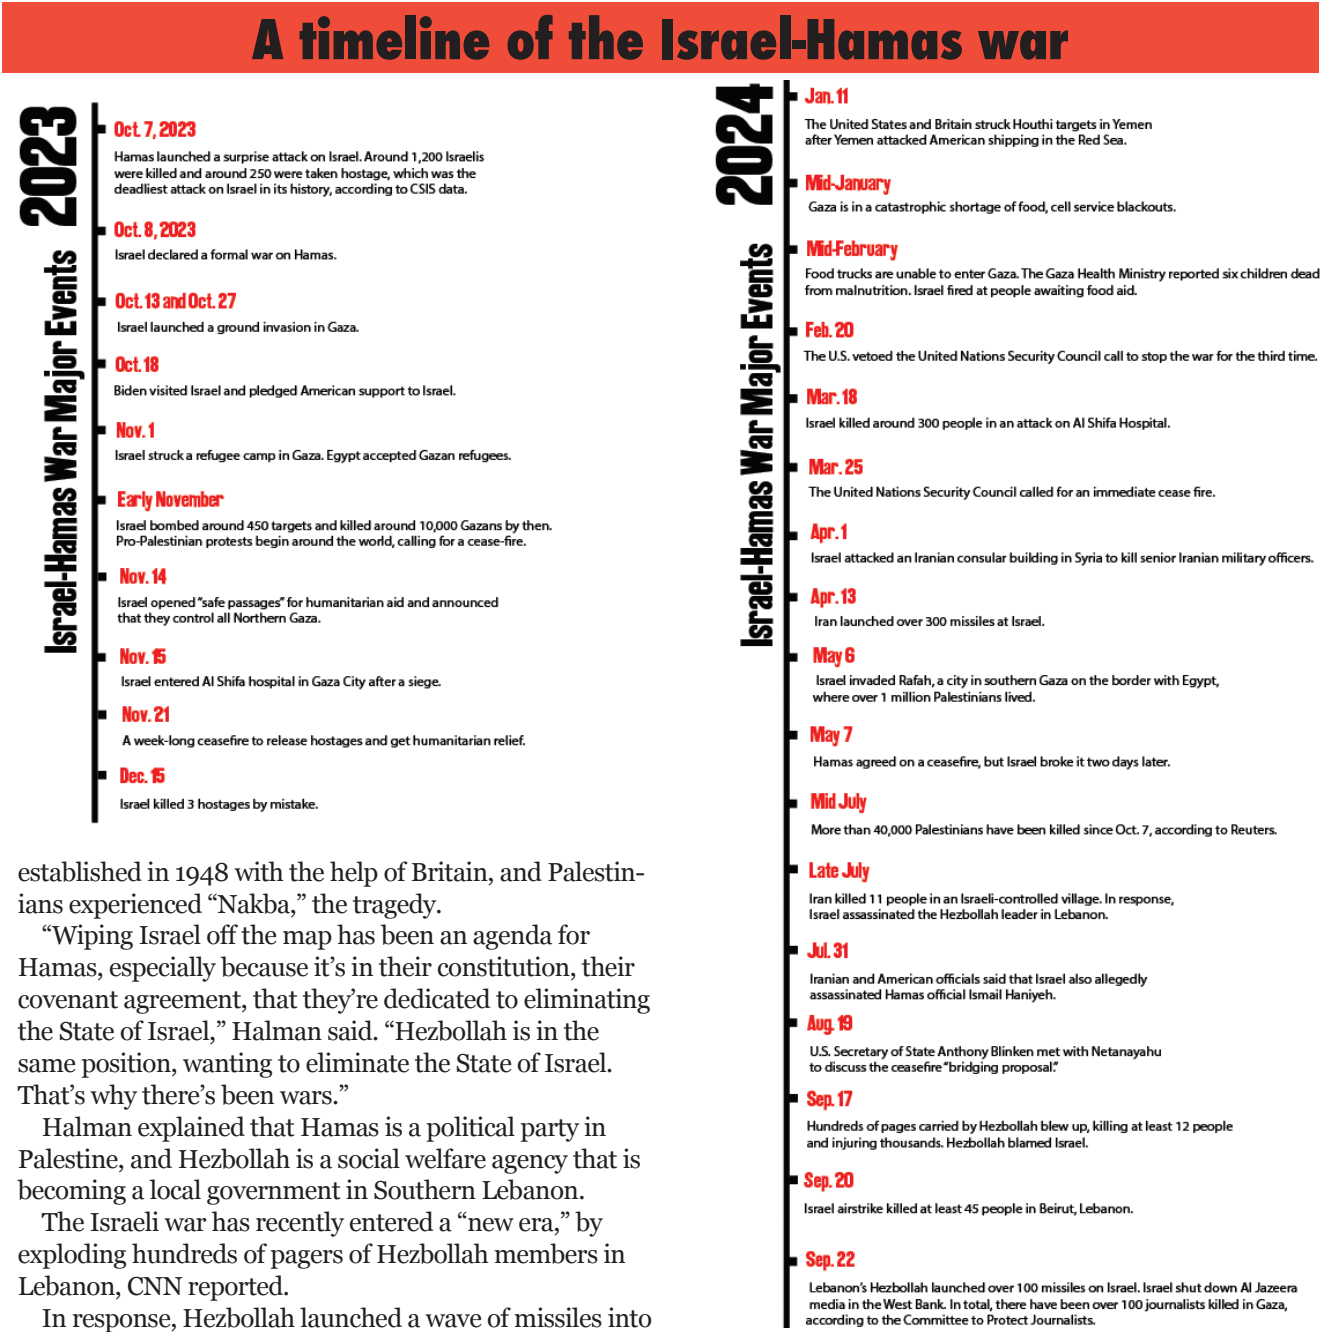 A timeline of the Israel-Hamas war
2023
Israel-Hamas War Major Events
Oct. 7, 2023
Hamas launched a surprise attack on Israel. Around 1,200 Israelis
were killed and around 250 were taken hostage, which was the
deadliest attack on Israel in its history, according to CSIS data.
Oct. 8, 2023
Israel declared a formal war on Hamas.
Oct. 13 and Oct. 27
Israel launched a ground invasion in Gaza.
Oct. 18
Biden visited Israel and pledged American support to Israel.
Nov. 1
Israel struck a refugee camp in Gaza. Egypt accepted Gazan refugees.
Early November
Israel bombed around 450 targets and killed around 10,000 Gazans by then.
Pro-Palestinian protests begin around the world, calling for a cease-fire.
Nov. 14
Israel opened “safe passages” for humanitarian aid and announced
that they control all Northern Gaza.
Nov. 15
Israel entered Al Shifa hospital in Gaza City after a siege.
Nov. 21
A week-long ceasefire to release hostages and get humanitarian relief.
Dec. 15
Israel killed 3 hostages by mistake.
established in 1948 with the help of Britain, and Palestin-
ians experienced “Nakba,” the tragedy.
“Wiping Israel off the map has been an agenda for
Hamas, especially because it’s in their constitution, their
covenant agreement, that they’re dedicated to eliminating
the State of Israel,” Halman said. “Hezbollah is in the
same position, wanting to eliminate the State of Israel.
That’s why there’s been wars.”
Halman explained that Hamas is a political party in
Palestine, and Hezbollah is a social welfare agency that is
becoming a local government in Southern Lebanon.
The Israeli war has recently entered a “new era,” by
exploding hundreds of pagers of Hezbollah members in
Lebanon, CNN reported.
In response, Hezbollah launched a wave of missiles into
2024
Israel-Hamas War Major Events
Jan. 11
The United States and Britain struck Houthi targets in Yemen
after Yemen attacked American shipping in the Red Sea.
Mid-January
Gaza is in a catastrophic shortage of food, cell service blackouts.
Mid-February
Food trucks are unable to enter Gaza. The Gaza Health Ministry reported six children dead
from malnutrition. Israel fired at people awaiting food aid.
Feb. 20
The U.S. vetoed the United Nations Security Council call to stop the war for the third time.
Mar. 18
Israel killed around 300 people in an attack on Al Shifa Hospital.
Mar. 25
The United Nations Security Council called for an immediate cease fire.
Apr. 1
Israel attacked an Iranian consular building in Syria to kill senior Iranian military officers.
Apr. 13
Iran launched over 300 missiles at Israel.
May 6
Israel invaded Rafah, a city in southern Gaza on the border with Egypt,
where over 1 million Palestinians lived.
May 7
Hamas agreed on a ceasefire, but Israel broke it two days later.
Mid July
More than 40,000 Palestinians have been killed since Oct. 7, according to Reuters.
Late July
Iran killed 11 people in an Israeli-controlled village. In response,
Israel assassinated the Hezbollah leader in Lebanon.
Jul. 31
Iranian and American officials said that Israel also allegedly
assassinated Hamas official Ismail Haniyeh.
Aug. 19
U.S. Secretary of State Anthony Blinken met with Netanayahu
to discuss the ceasefire “bridging proposal.”
Sep. 17
Hundreds of pages carried by Hezbollah blew up, killing at least 12 people
and injuring thousands. Hezbollah blamed Israel.
Sep. 20
Israel airstrike killed at least 45 people in Beirut, Lebanon.
Sep. 22
Lebanon’s Hezbollah launched over 100 missiles on Israel. Israel shut down Al Jazeera
media in the West Bank. In total, there have been over 100 journalists killed in Gaza,
according to the Committee to Protect Journalists.